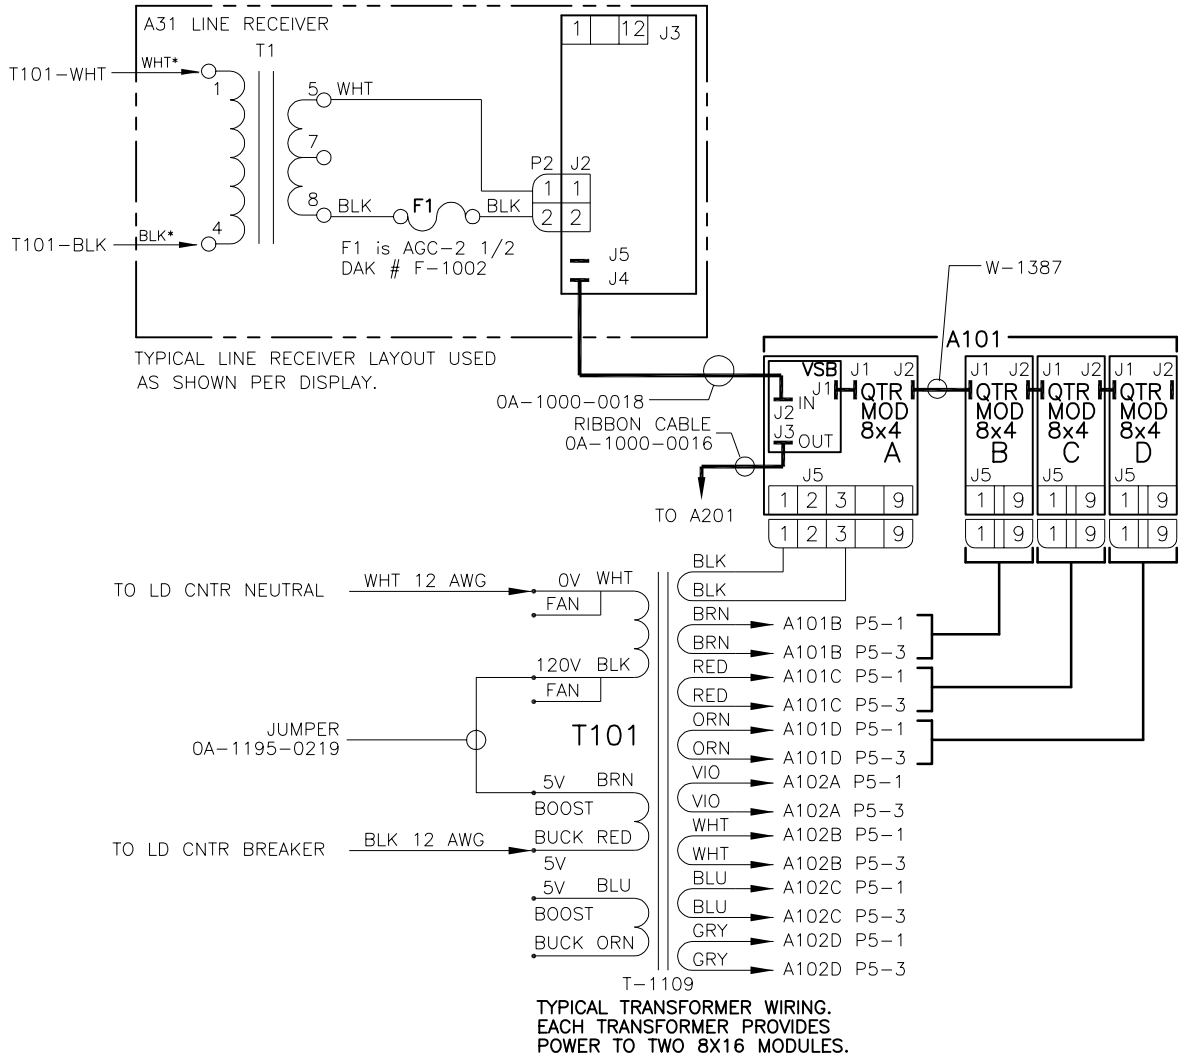 A31 LINE RECEIVER
T1
1 12 J3
T101-WHT WHT* 1
5 WHT
7
8 BLK F1 BLK
P2 J2
1 1
2 2
T101-BLK BLK* 4
F1 is AGC-2 1/2
DAK # F-1002
J5
J4
W-1387
TYPICAL LINE RECEIVER LAYOUT USED
AS SHOWN PER DISPLAY.
A101
0A-1000-0018
RIBBON CABLE
0A-1000-0016
TO A201
VSB
J1
J2 IN
J3
OUT
J1 J2
QTR
MOD
8x4
A
J5
1 2 3 9
1 2 3 9
J1 J2
QTR
MOD
8x4
B
J5
1 9
1 9
J1 J2
QTR
MOD
8x4
C
J5
1 9
1 9
J1 J2
QTR
MOD
8x4
D
J5
1 9
1 9
TO LD CNTR NEUTRAL WHT 12 AWG 0V WHT
FAN
120V BLK
FAN
T101
JUMPER
0A-1195-0219
5V BRN
BOOST
TO LD CNTR BREAKER BLK 12 AWG BUCK RED
5V
5V BLU
BOOST
BUCK ORN
BLK
BLK
BRN A101B P5-1
BRN A101B P5-3
RED A101C P5-1
RED A101C P5-3
ORN A101D P5-1
ORN A101D P5-3
VIO A102A P5-1
VIO A102A P5-3
WHT A102B P5-1
WHT A102B P5-3
BLU A102C P5-1
BLU A102C P5-3
GRY A102D P5-1
GRY A102D P5-3
T-1109
TYPICAL TRANSFORMER WIRING.
EACH TRANSFORMER PROVIDES
POWER TO TWO 8X16 MODULES.